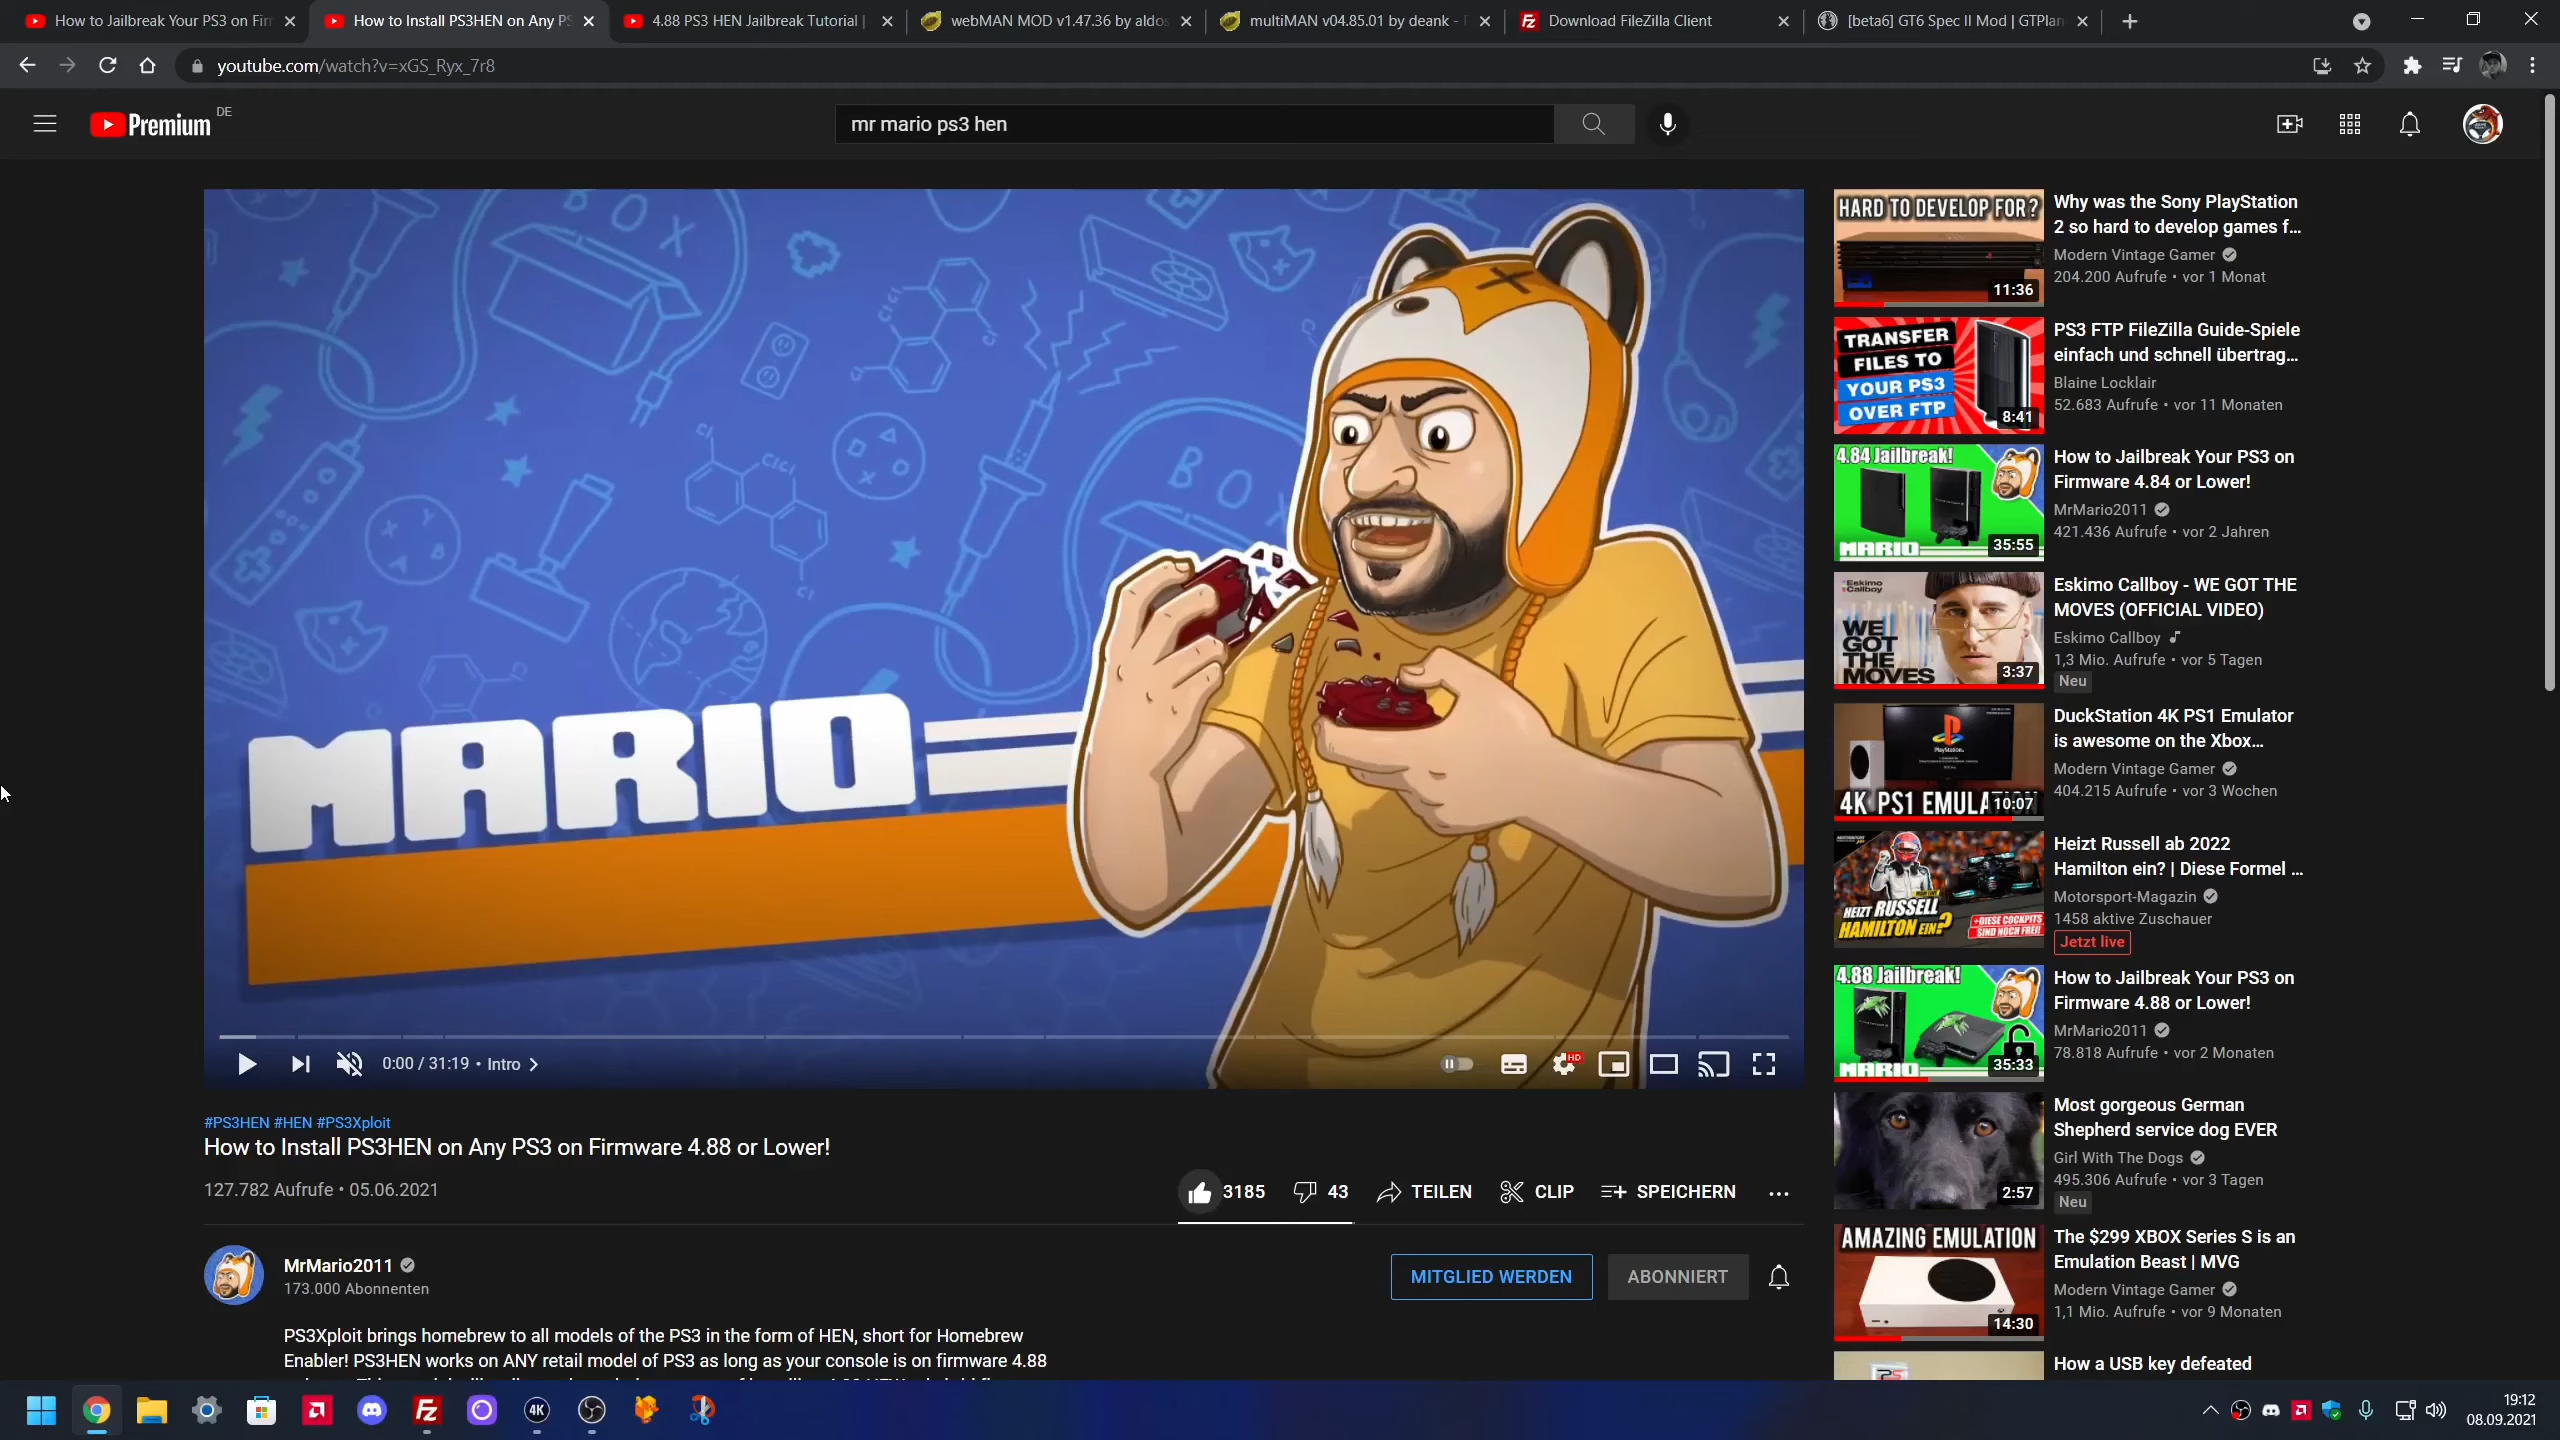 How to Jailbreak Your PS3 on Fir
How to Install PS3HEN on Any PS
4.88 PS3 HEN Jailbreak Tutorial |
webMAN MOD v1.47.36 by aldos
multiMAN v04.85.01 by deank -
Download FileZilla Client
[beta6] GT6 Spec II Mod | GTPlan
youtube.com/watch?v=xGS_Ryx_7r8
Premium DE
mr mario ps3 hen
BOX
BOX
MARIO
0:00 / 31:19 • Intro
HD
#PS3HEN #HEN #PS3Xploit
How to Install PS3HEN on Any PS3 on Firmware 4.88 or Lower!
127.782 Aufrufe • 05.06.2021
3185 43 TEILEN CLIP SPEICHERN
MrMario2011
173.000 Abonnenten
MITGLIED WERDEN ABONNIERT
PS3Xploit brings homebrew to all models of the PS3 in the form of HEN, short for Homebrew
Enabler! PS3HEN works on ANY retail model of PS3 as long as your console is on firmware 4.88
HARD TO DEVELOP FOR?
11:36
Why was the Sony PlayStation
2 so hard to develop games f...
Modern Vintage Gamer
204.200 Aufrufe • vor 1 Monat
TRANSFER
FILES TO
YOUR PS3
OVER FTP
8:41
PS3 FTP FileZilla Guide-Spiele
einfach und schnell übertrag...
Blaine Locklair
52.683 Aufrufe • vor 11 Monaten
4.84 Jailbreak!
MARIO
35:55
How to Jailbreak Your PS3 on
Firmware 4.84 or Lower!
MrMario2011
421.436 Aufrufe • vor 2 Jahren
Eskimo
Callboy
WE
GOT
THE
MOVES
3:37
Eskimo Callboy - WE GOT THE
MOVES (OFFICIAL VIDEO)
Eskimo Callboy
1,3 Mio. Aufrufe • vor 5 Tagen
Neu
PlayStation
4K PS1 EMULA
10:07
DuckStation 4K PS1 Emulator
is awesome on the Xbox...
Modern Vintage Gamer
404.215 Aufrufe • vor 3 Wochen
HEIZT RUSSELL
HAMILTON EIN?
+DIESE COCKPITS
SIND NOCH FREI!
Heizt Russell ab 2022
Hamilton ein? | Diese Formel ...
Motorsport-Magazin
1458 aktive Zuschauer
Jetzt live
4.88 Jailbreak!
MARIO
35:33
How to Jailbreak Your PS3 on
Firmware 4.88 or Lower!
MrMario2011
78.818 Aufrufe • vor 2 Monaten
2:57
Most gorgeous German
Shepherd service dog EVER
Girl With The Dogs
495.306 Aufrufe • vor 3 Tagen
Neu
AMAZING EMULATION
14:30
The $299 XBOX Series S is an
Emulation Beast | MVG
Modern Vintage Gamer
1,1 Mio. Aufrufe • vor 9 Monaten
How a USB key defeated
4K
19:12
08.09.2021